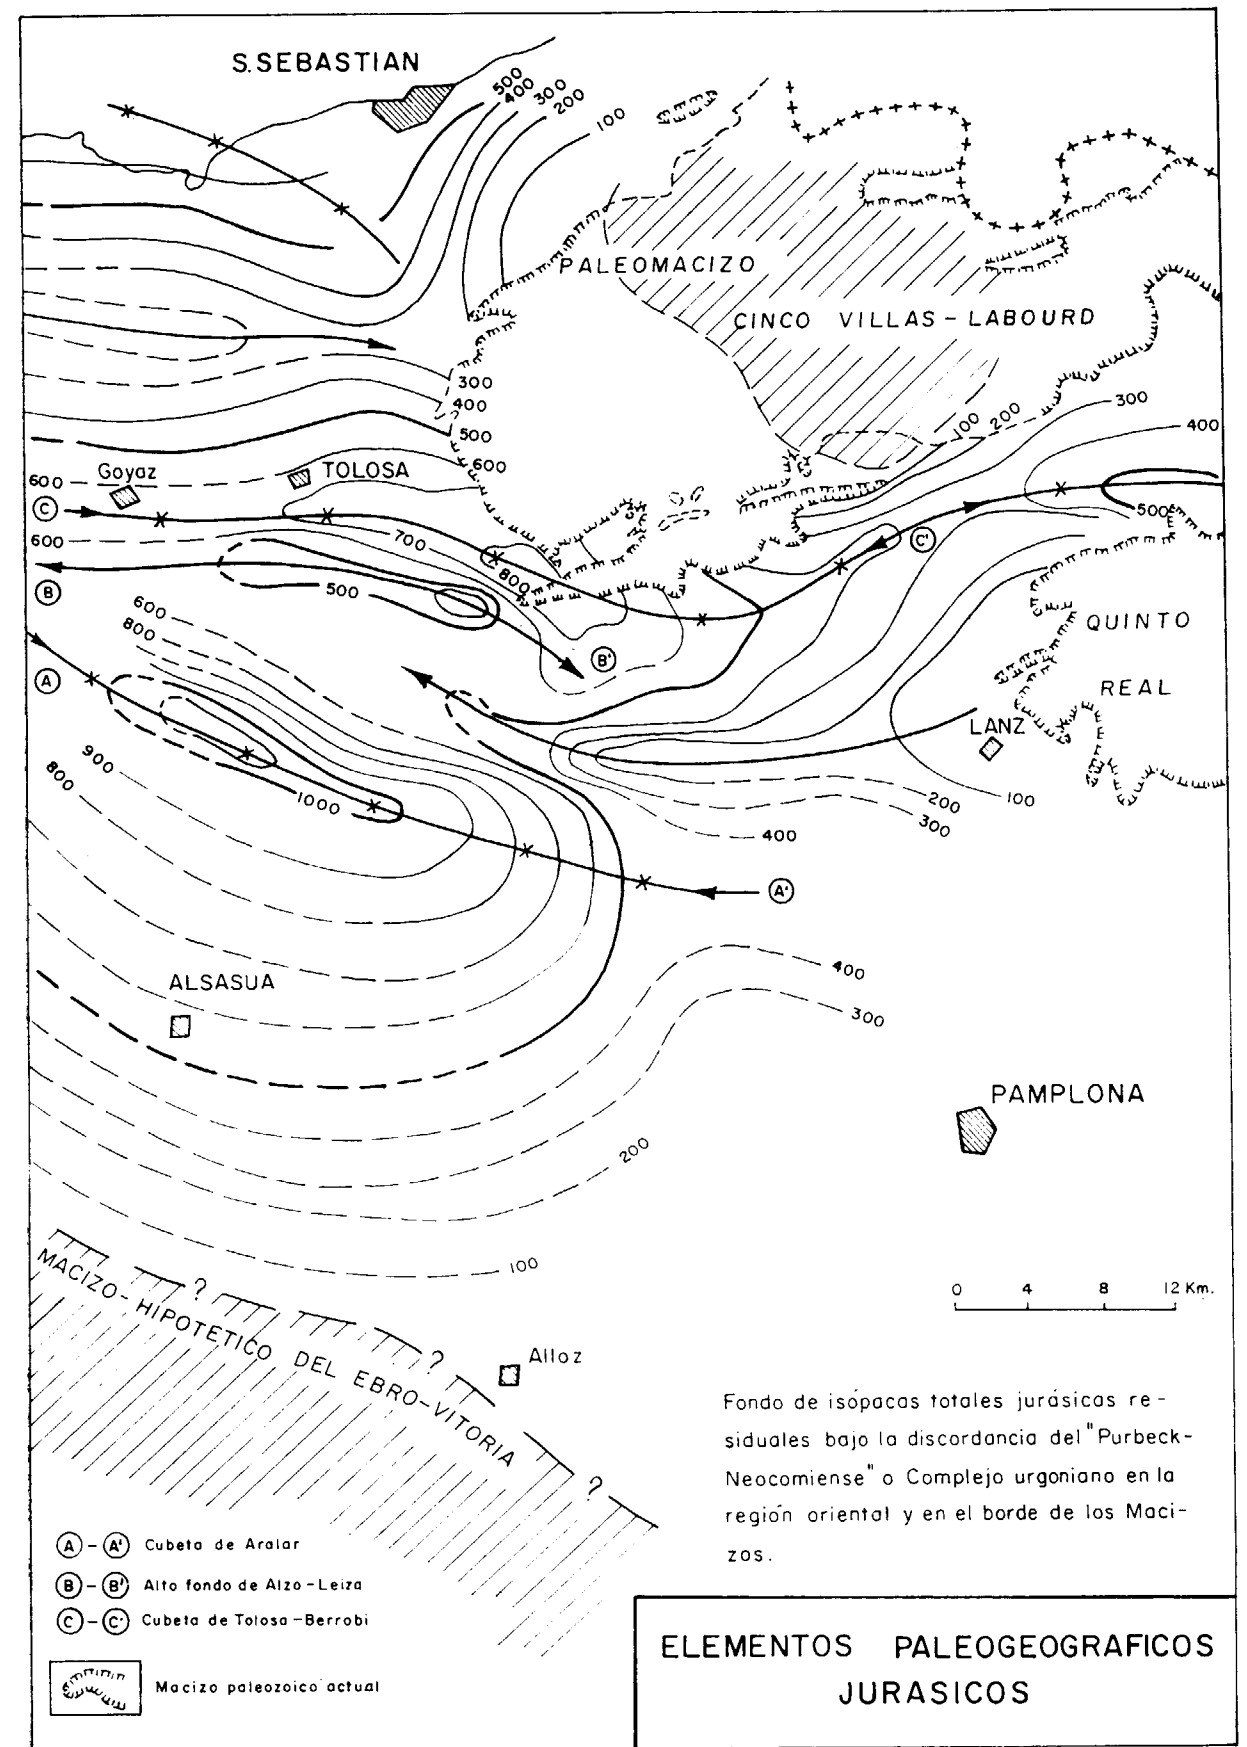 S. SEBASTIAN
500
400
300
200
100
PALEOMACIZO
CINCO VILLAS - LABOURD
300
400
500
600
100
200
300
400
500
Goyaz
TOLOSA
600
C
600
700
800
C'
B
500
600
800
B'
QUINTO
REAL
A
LANZ
900
800
1000
200
100
300
400
A'
400
300
ALSASUA
PAMPLONA
200
100
0 4 8 12 Km.
MACIZO-HIPOTETICO DEL EBRO-VITORIA
?
?
?
Alloz
Fondo de isópacas totales jurásicas re-
siduales bajo la discordancia del "Purbeck-
Neocomiense" o Complejo urgoniano en la
región oriental y en el borde de los Maci-
zos.
A - A' Cubeta de Aralar
B - B' Alto fondo de Alzo-Leiza
C - C' Cubeta de Tolosa-Berrobi
Macizo paleozoico actual
ELEMENTOS PALEOGEOGRAFICOS
JURASICOS